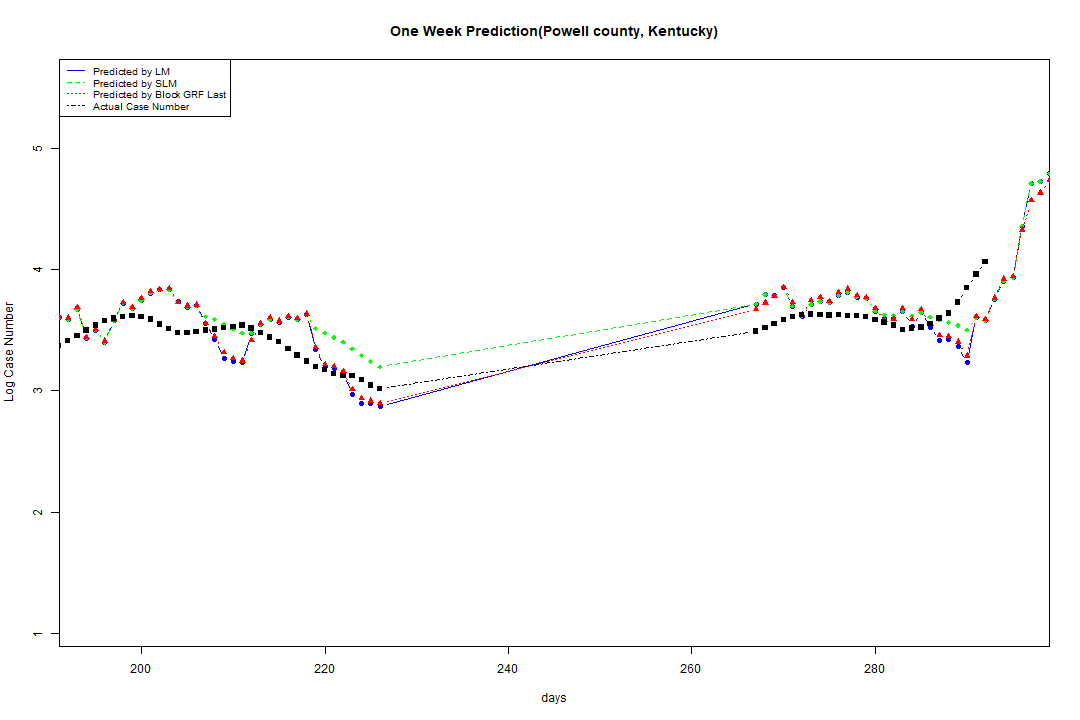 One Week Prediction(Powell county, Kentucky)
Predicted by LM
Predicted by SLM
Predicted by Block GRF Last
Actual Case Number
5
4
3
2
1
Log Case Number
200 220 240 260 280
days